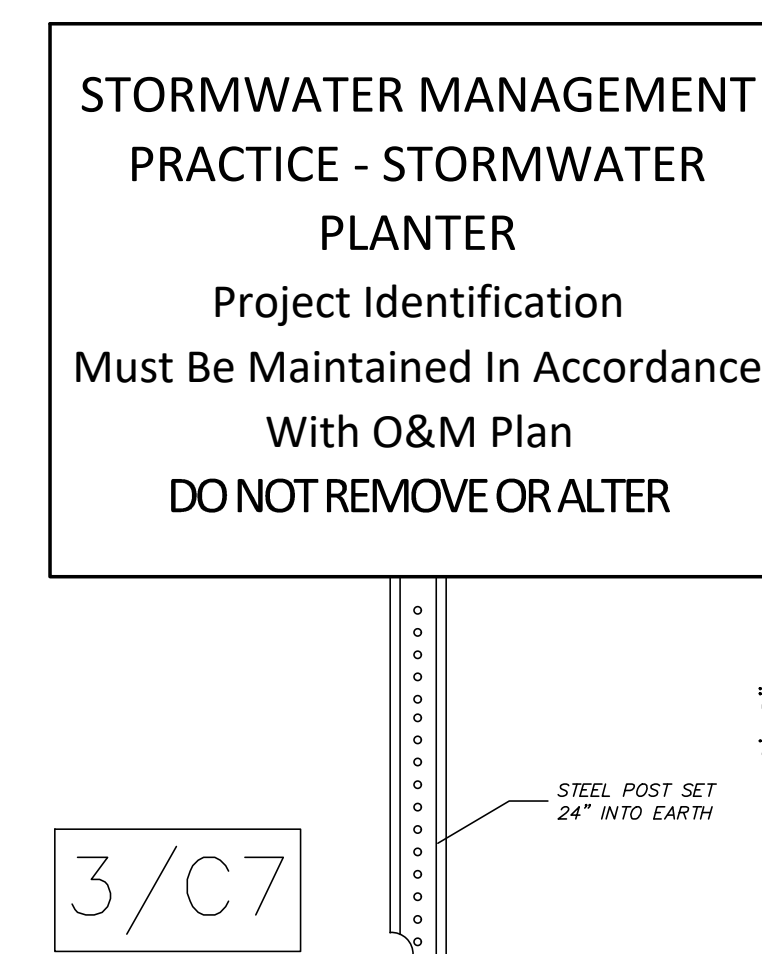 STORMWATER MANAGEMENT
PRACTICE - STORMWATER
PLANTER
Project Identification
Must Be Maintained In Accordance
With O&M Plan
DO NOT REMOVE OR ALTER
STEEL POST SET
24" INTO EARTH
3/C7